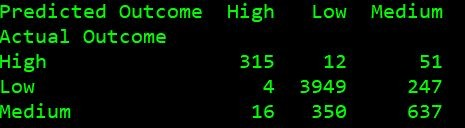 Predicted Outcome High Low Medium
Actual Outcome
High 315 12 51
Low 4 3949 247
Medium 16 350 637